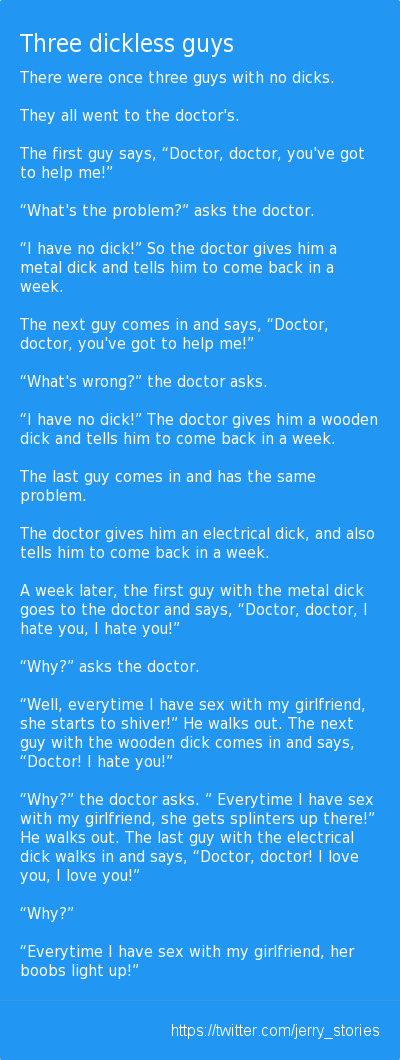 Three dickless guys
There were once three guys with no dicks.
They all went to the doctor's.
The first guy says, “Doctor, doctor, you've got
to help me!”
“What's the problem?” asks the doctor.
“I have no dick!” So the doctor gives him a
metal dick and tells him to come back in a
week.
The next guy comes in and says, “Doctor,
doctor, you've got to help me!”
“What's wrong?” the doctor asks.
“I have no dick!” The doctor gives him a wooden
dick and tells him to come back in a week.
The last guy comes in and has the same
problem.
The doctor gives him an electrical dick, and also
tells him to come back in a week.
A week later, the first guy with the metal dick
goes to the doctor and says, “Doctor, doctor, I
hate you, I hate you!”
“Why?” asks the doctor.
“Well, everytime I have sex with my girlfriend,
she starts to shiver!” He walks out. The next
guy with the wooden dick comes in and says,
“Doctor! I hate you!”
“Why?” the doctor asks. ” Everytime I have sex
with my girlfriend, she gets splinters up there!”
He walks out. The last guy with the electrical
dick walks in and says, “Doctor, doctor! I love
you, I love you!”
“Why?”
“Everytime I have sex with my girlfriend, her
boobs light up!”
https://twitter.com/jerry_stories